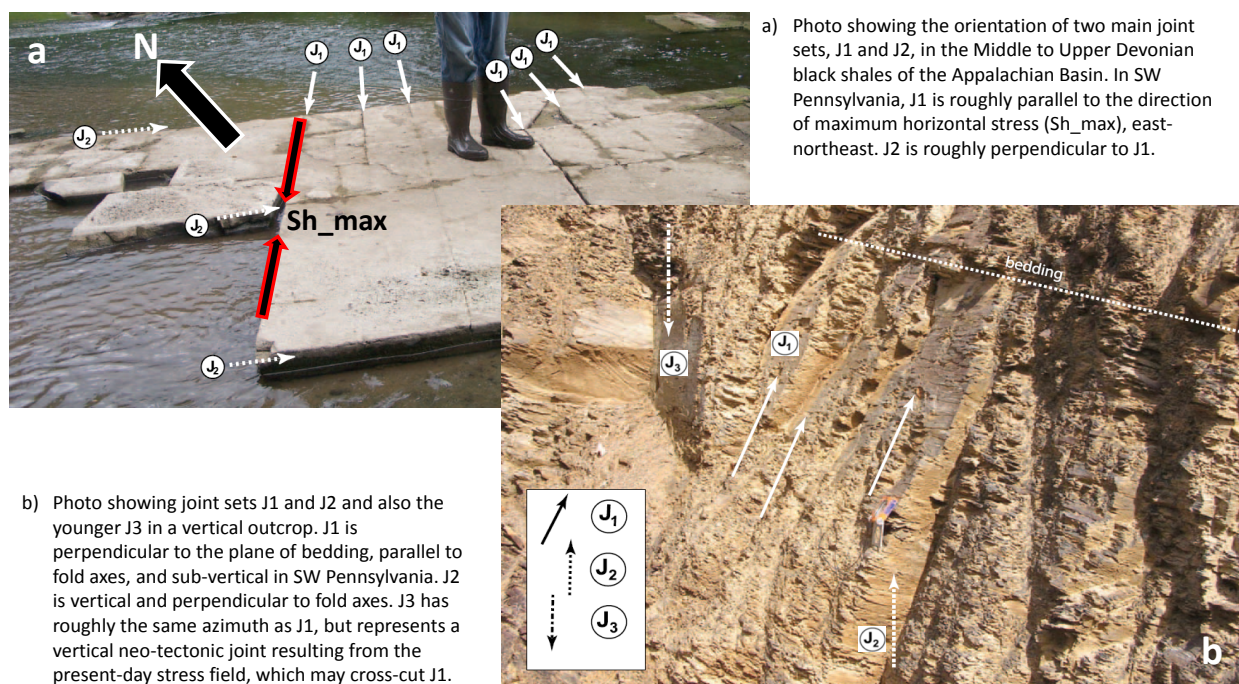 a
N
J1
J1
J1
J1
J1
J1
J2
J2
Sh_max
J2
a) Photo showing the orientation of two main joint
sets, J1 and J2, in the Middle to Upper Devonian
black shales of the Appalachian Basin. In SW
Pennsylvania, J1 is roughly parallel to the direction
of maximum horizontal stress (Sh_max), east-
northeast. J2 is roughly perpendicular to J1.
bedding
J3
J1
J1
J2
J3
J2
b
b) Photo showing joint sets J1 and J2 and also the
younger J3 in a vertical outcrop. J1 is
perpendicular to the plane of bedding, parallel to
fold axes, and sub-vertical in SW Pennsylvania. J2
is vertical and perpendicular to fold axes. J3 has
roughly the same azimuth as J1, but represents a
vertical neo-tectonic joint resulting from the
present-day stress field, which may cross-cut J1.